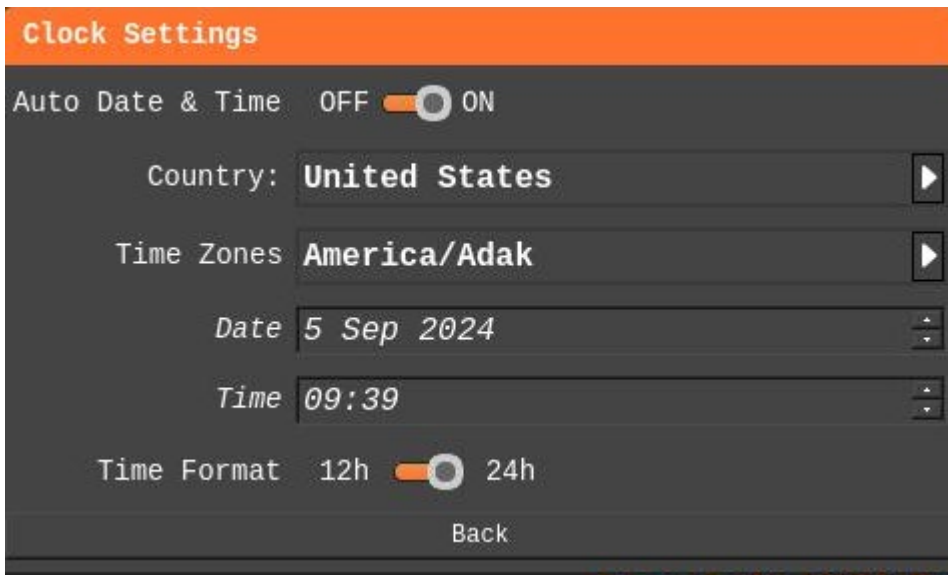 Clock Settings
Auto Date & Time OFF ON
Country: United States
Time Zones America/Adak
Date 5 Sep 2024
Time 09:39
Time Format 12h 24h
Back